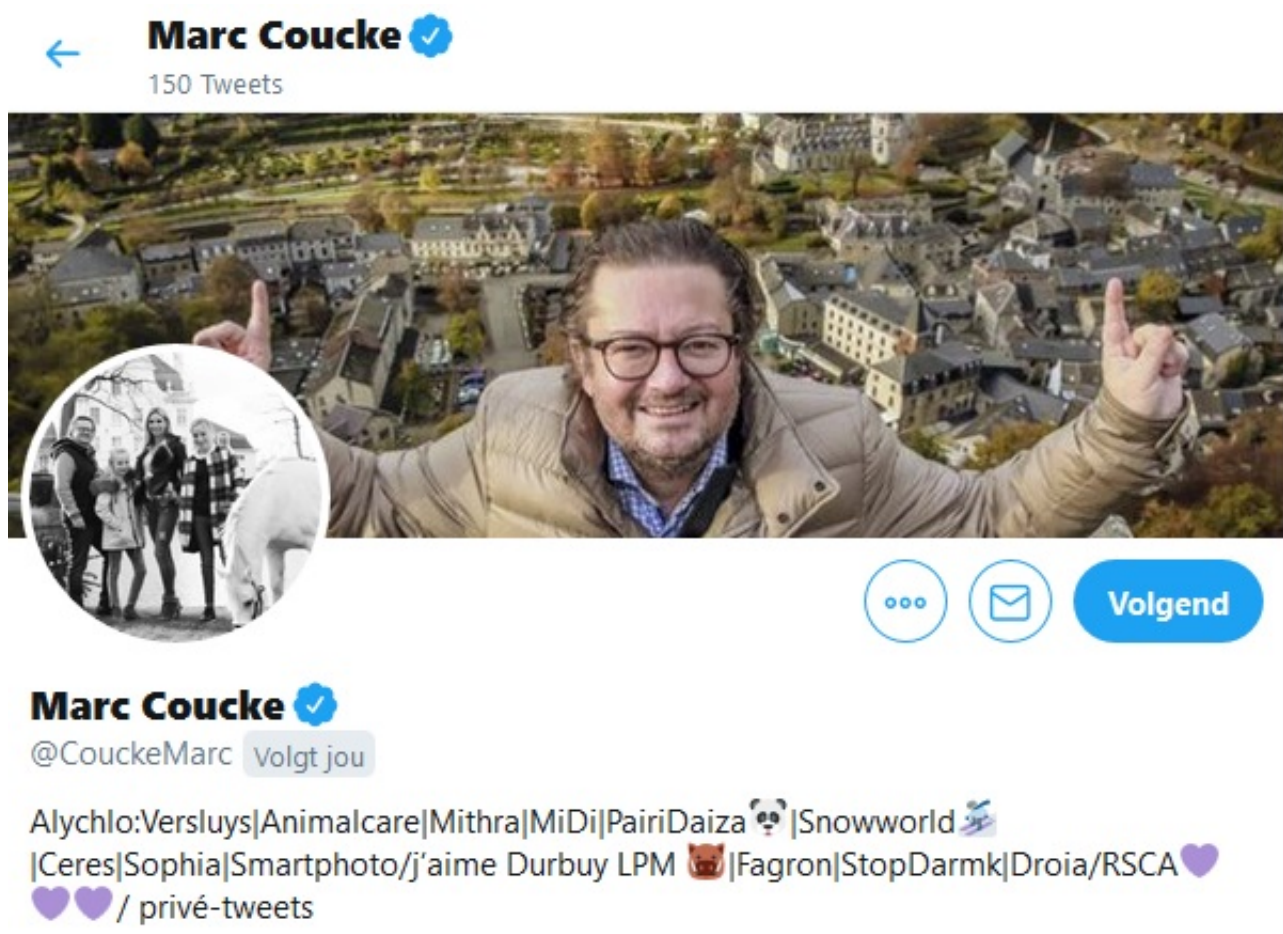 Marc Coucke
150 Tweets
Volgend
Marc Coucke
@CouckeMarc Volgt jou
Alychlo:Versluys|Animalcare|Mithra|MiDi|PairiDaiza🐼|Snowworld🏂
|Ceres|Sophia|Smartphoto/j'aime Durbuy LPM 🐗|Fagron|StopDarmk|Droia/RSCA💜
💜💜/ privé-tweets